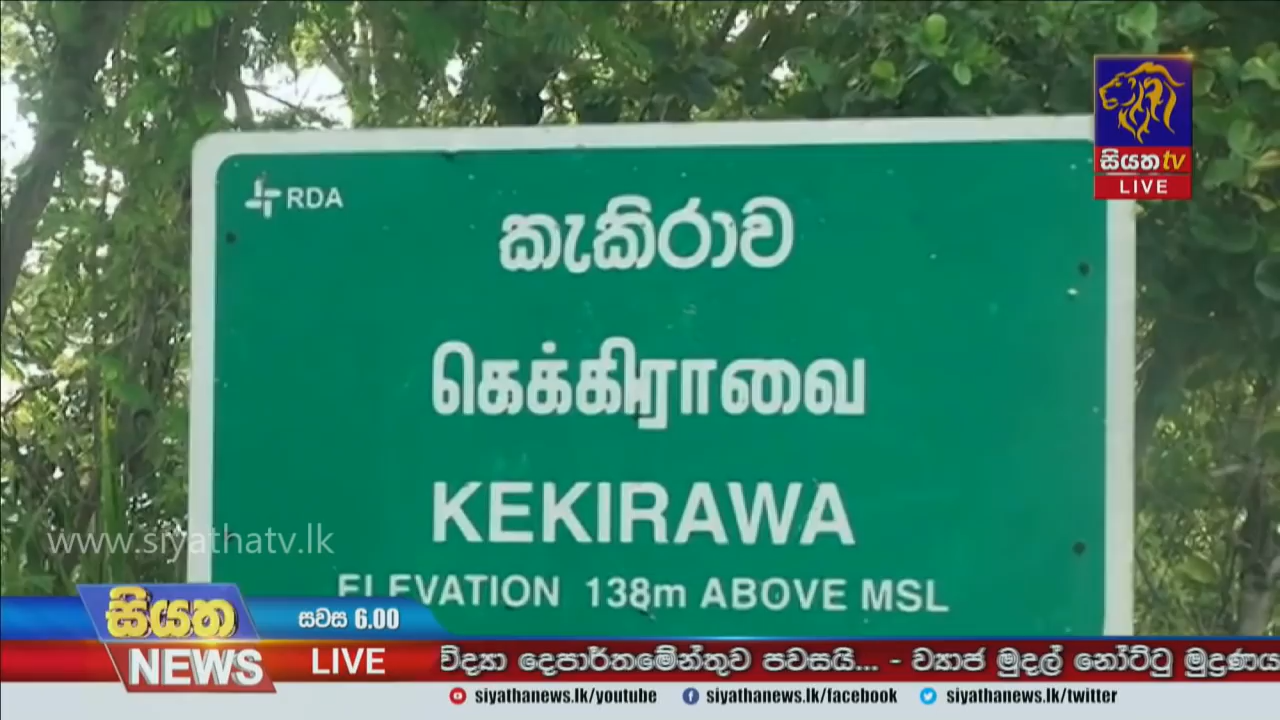 RDA
සියත tv
LIVE
කැකිරාව
கெக்கிராவை
KEKIRAWA
ELEVATION 138m ABOVE MSL
www.siyathatv.lk
සියත
සවස 6.00
NEWS
LIVE
විද්‍යා දෙපාර්තමේන්තුව පවසයි... - ව්‍යාජ මුදල් නෝට්ටු මුද්‍රණය
siyathanews.lk/youtube
siyathanews.lk/facebook
siyathanews.lk/twitter